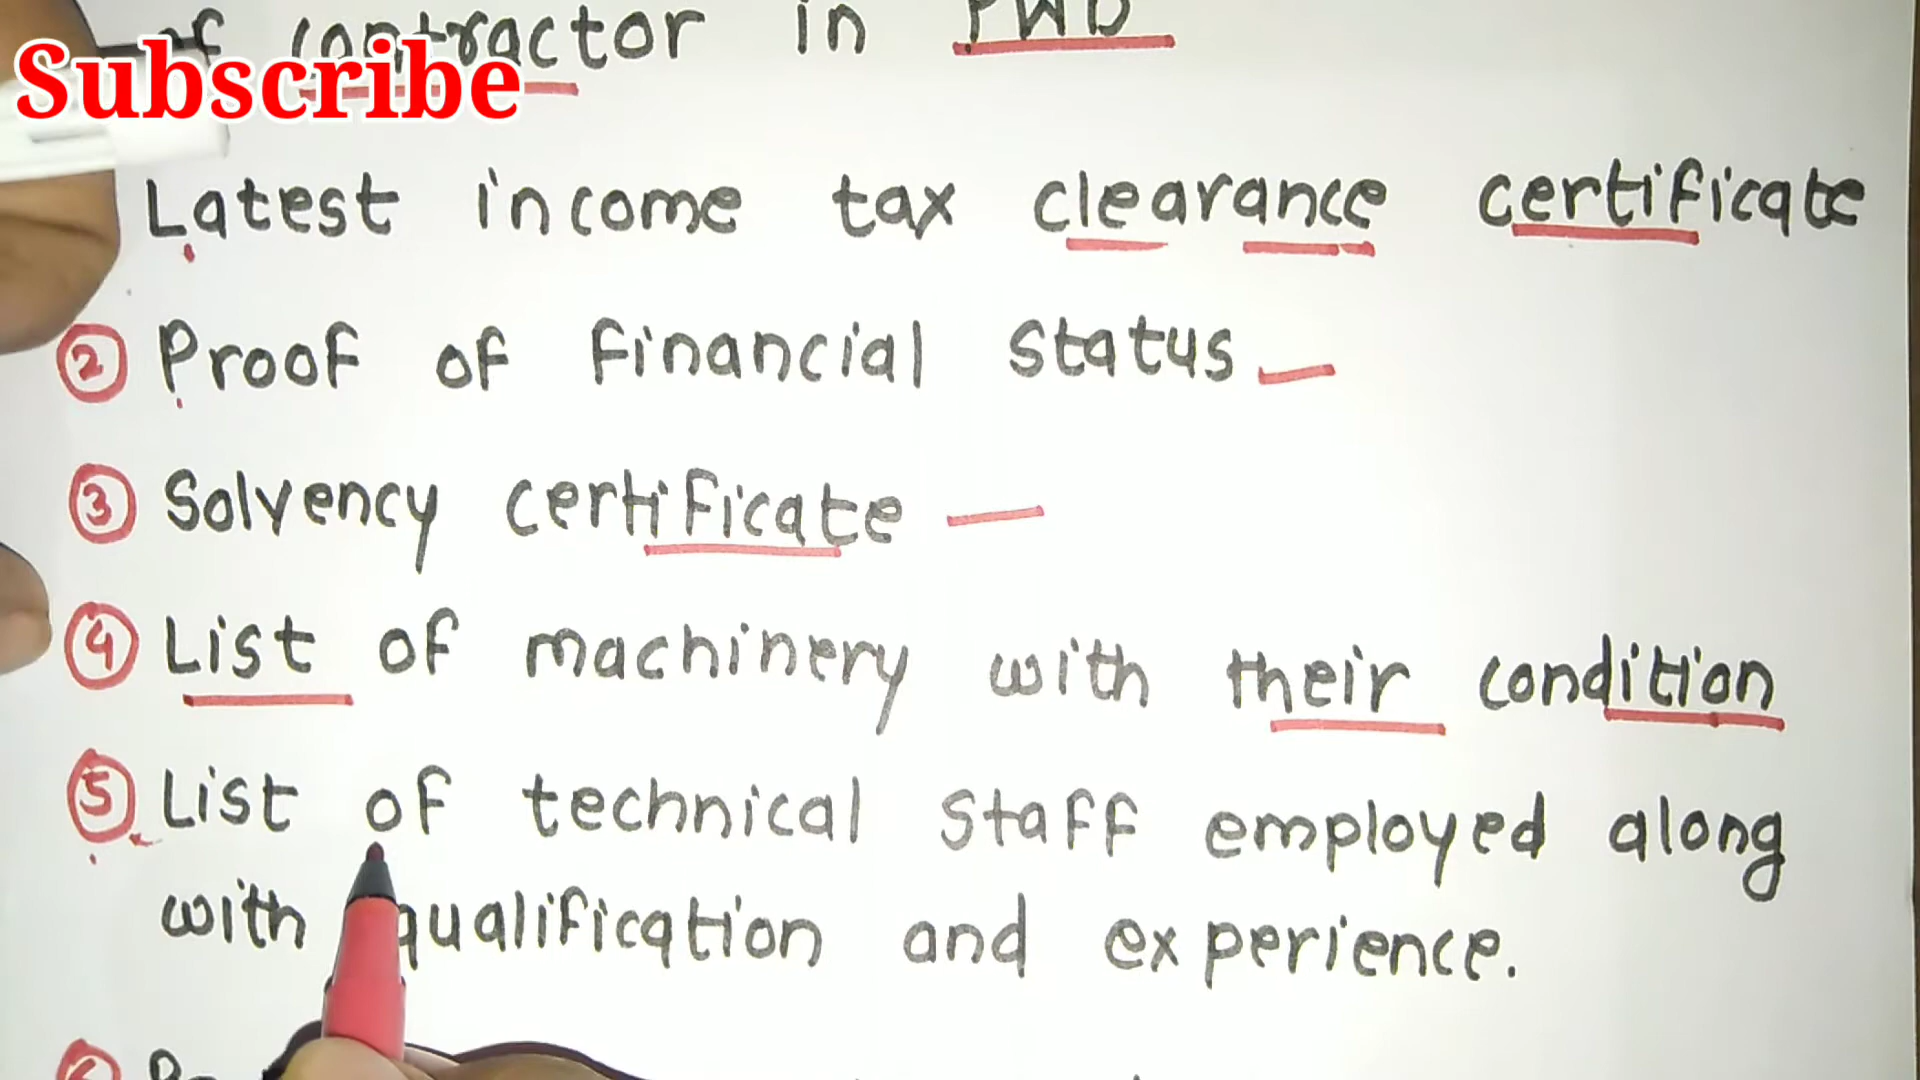 of contractor in PWD
Subscribe
Latest income tax clearance certificate
② Proof of financial status
③ Solvency certificate
④ List of machinery with their condition
⑤ List of technical staff employed along
with qualification and experience.